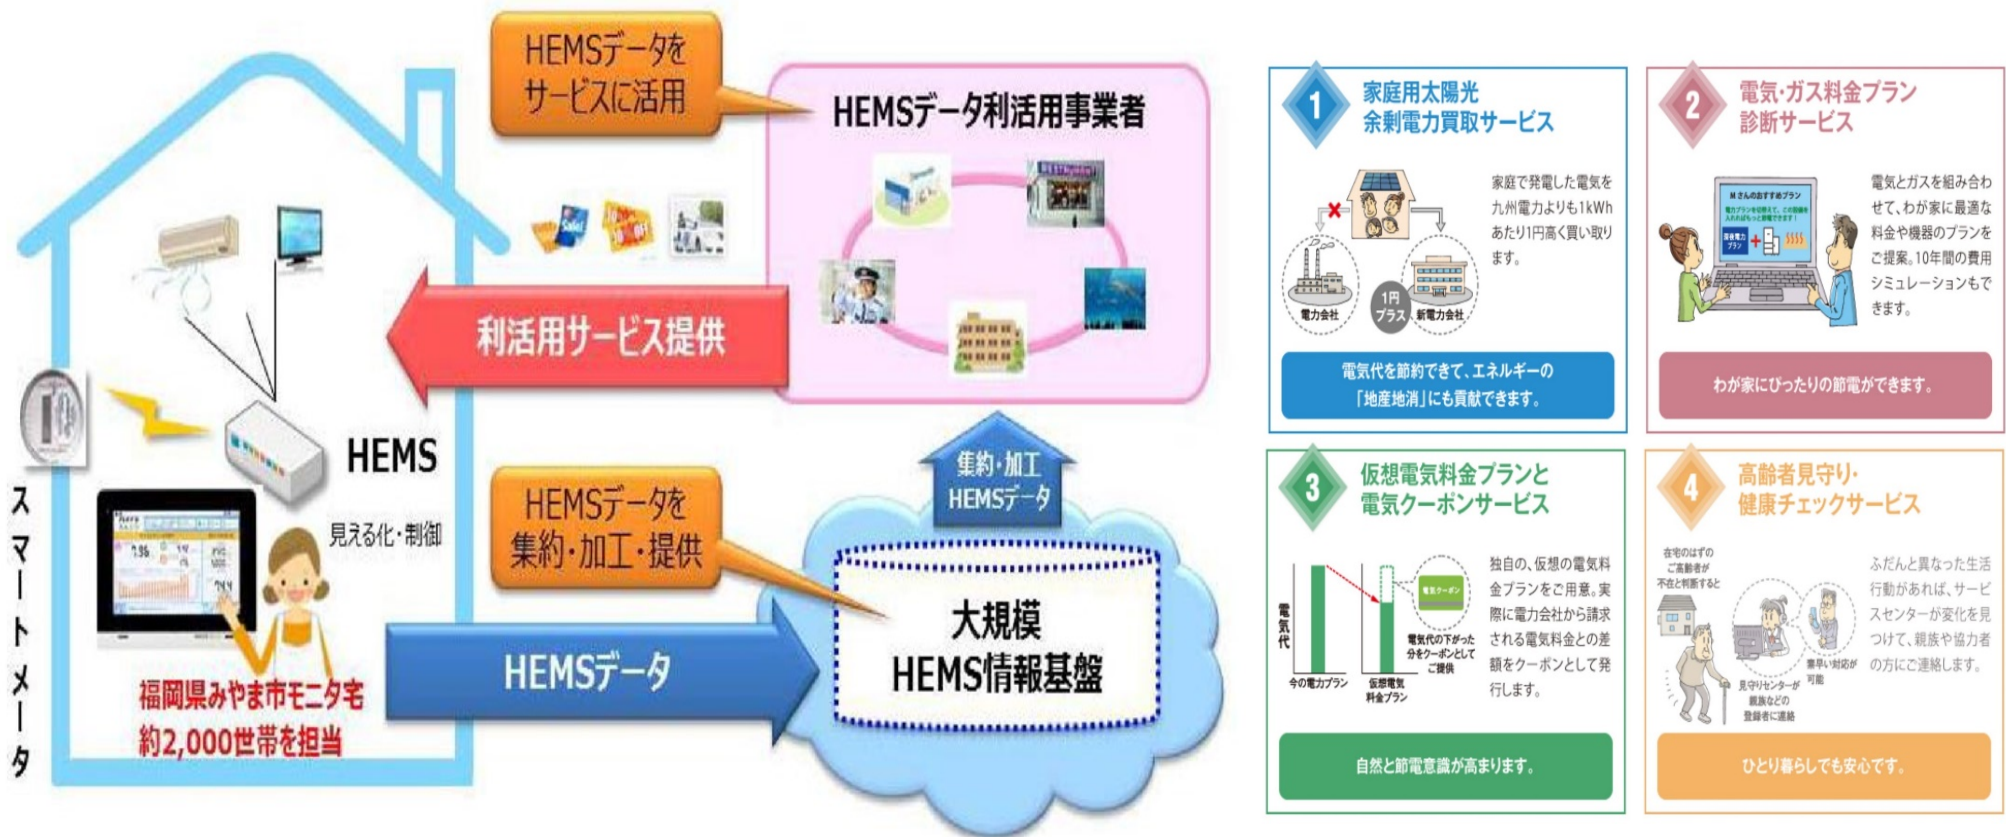 HEMSデータを
サービスに活用
HEMSデータ利活用事業者
利活用サービス提供
集約・加工
HEMSデータ
HEMS
見える化・制御
スマートメータ
HEMSデータを
集約・加工・提供
HEMSデータ
大規模
HEMS情報基盤
福岡県みやま市モニタ宅
約2,000世帯を担当
1
家庭用太陽光
余剰電力買取サービス
家庭で発電した電気を
九州電力よりも1kWh
あたり1円高く買い取り
ます。
電力会社
1円
プラス
新電力会社
電気代を節約できて、エネルギーの
「地産地消」にも貢献できます。
2
電気・ガス料金プラン
診断サービス
Mさんのおすすめプラン
プラン
電気とガスを組み合わ
せて、わが家に最適な
料金や機器のプランを
ご提案。10年間の費用
シミュレーションもで
きます。
わが家にぴったりの節電ができます。
3
仮想電気料金プランと
電気クーポンサービス
電気代
今の電力プラン
仮想電気
料金プラン
電気クーポン
電気代の下がった
分をクーポンとして
ご提供
独自の、仮想の電気料
金プランをご用意。実
際に電力会社から請求
される電気料金との差
額をクーポンとして発
行します。
自然と節電意識が高まります。
4
高齢者見守り・
健康チェックサービス
在宅のはずの
ご高齢者が
不在と判断すると
見守りセンターが
親族などの
登録者に連絡
素早い対応が
可能
ふだんと異なった生活
行動があれば、サービ
スセンターが変化を見
つけて、親族や協力者
の方にご連絡します。
ひとり暮らしでも安心です。